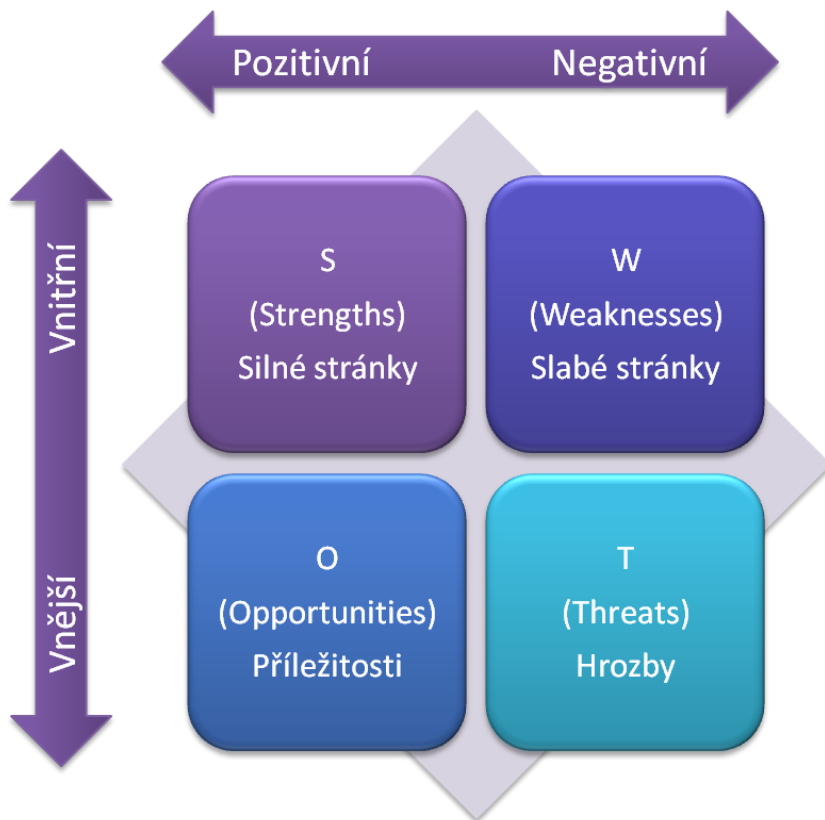 Pozitivní Negativní
Vnitřní
Vnější
S
(Strengths)
Silné stránky
W
(Weaknesses)
Slabé stránky
O
(Opportunities)
Příležitosti
T
(Threats)
Hrozby